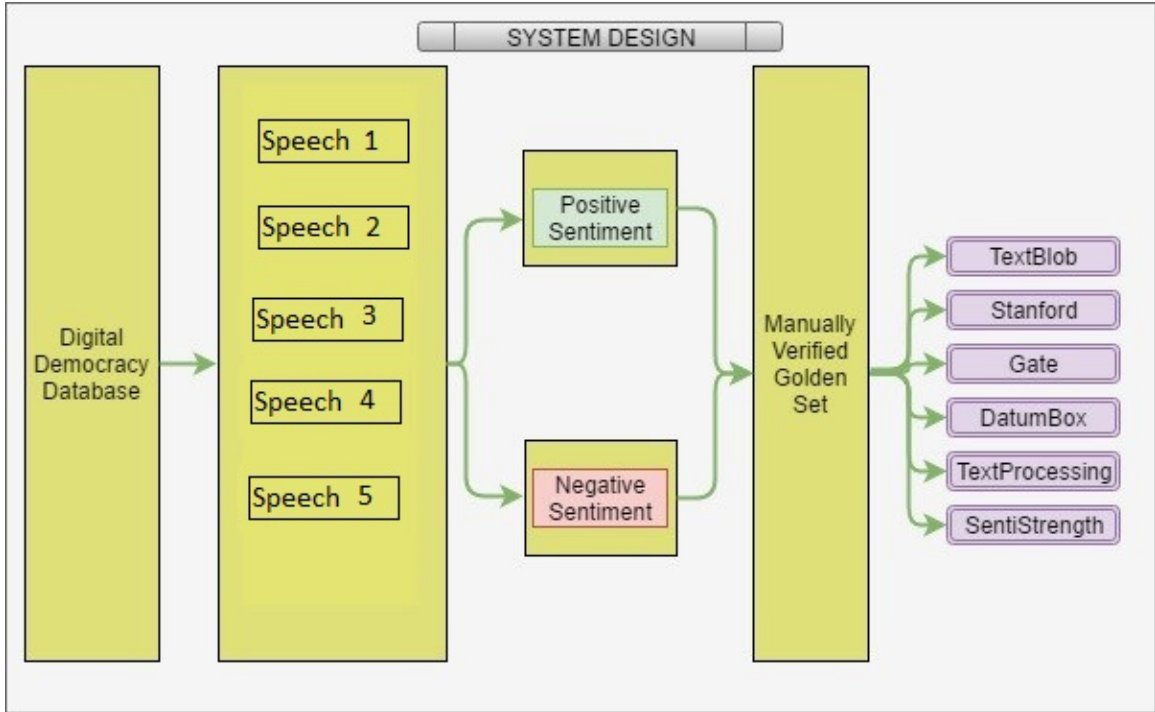 SYSTEM DESIGN
Digital
Democracy
Database
Speech 1
Speech 2
Speech 3
Speech 4
Speech 5
Positive
Sentiment
Negative
Sentiment
Manually
Verified
Golden
Set
TextBlob
Stanford
Gate
DatumBox
TextProcessing
SentiStrength